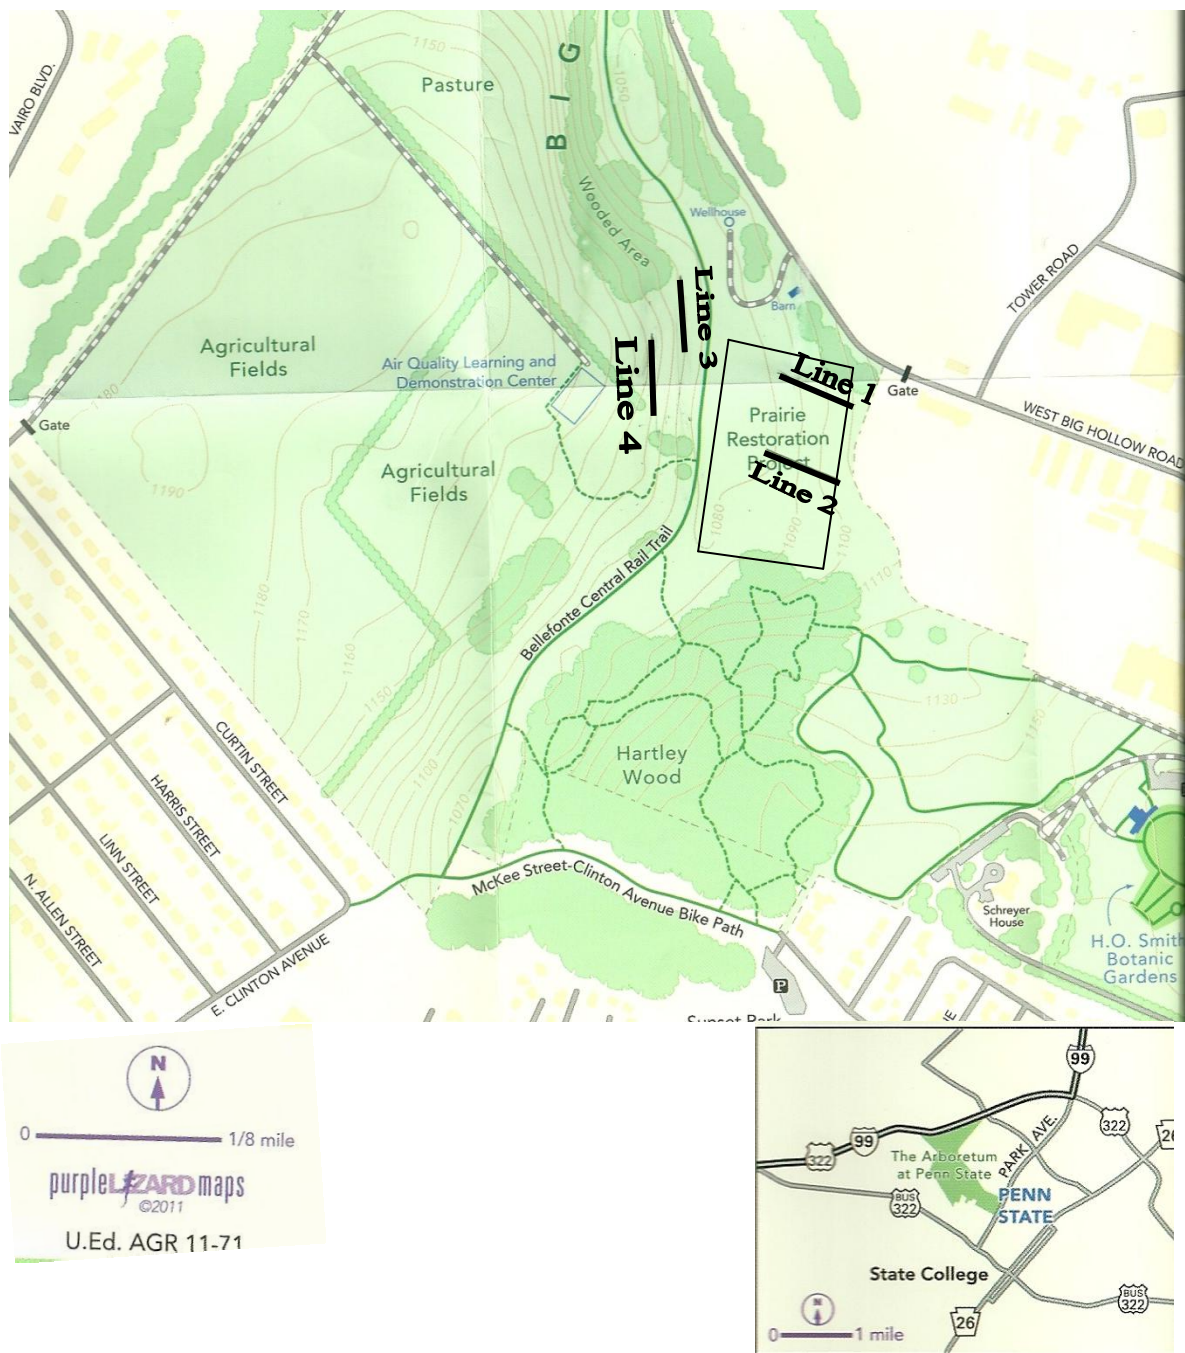 1150
Pasture
B I G
1050
VAIRO BLVD.
Wooded Area
Wellhouse
Barn
TOWER ROAD
Line 3
Agricultural
Fields
Air Quality Learning and
Demonstration Center
Line 4
Line 1
Gate
1180
Gate
WEST BIG HOLLOW ROAD
Prairie
Restoration
Project
Line 2
Agricultural
Fields
1190
1080
1090
1100
1110
Bellefonte Central Rail Trail
1180
1170
1160
1150
1130
1150
1100
1070
Hartley
Wood
CURTIN STREET
HARRIS STREET
LINN STREET
N. ALLEN STREET
E. CLINTON AVENUE
McKee Street-Clinton Avenue Bike Path
Schreyer
House
H.O. Smith
Botanic
Gardens
P
Sunset Park
N
0 1/8 mile
purpleLIZARD maps
©2011
U.Ed. AGR 11-71
99
322
99
322
26
The Arboretum
at Penn State
PARK AVE.
BUS
322
PENN
STATE
State College
BUS
322
26
N
0 1 mile